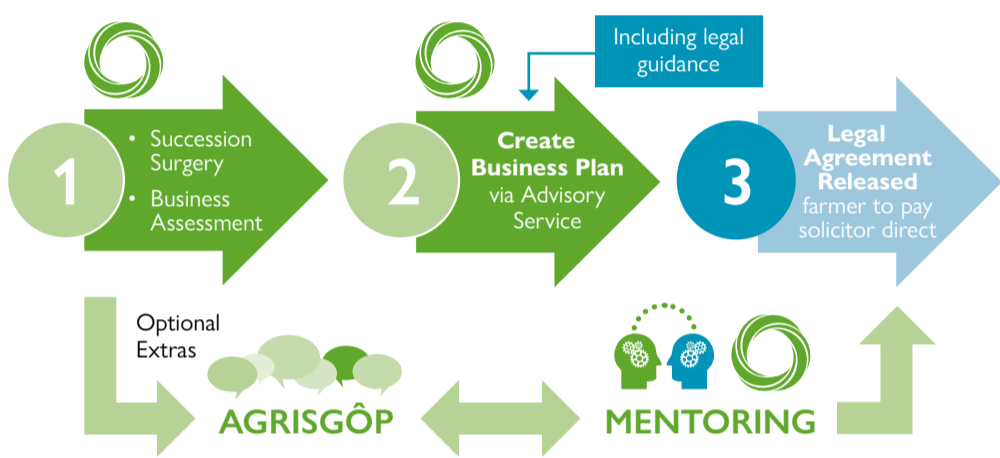 1
• Succession
Surgery
• Business
Assessment
2
Create
Business Plan
via Advisory
Service
Including legal
guidance
3
Legal
Agreement
Released
farmer to pay
solicitor direct
Optional
Extras
AGRISGÔP
MENTORING